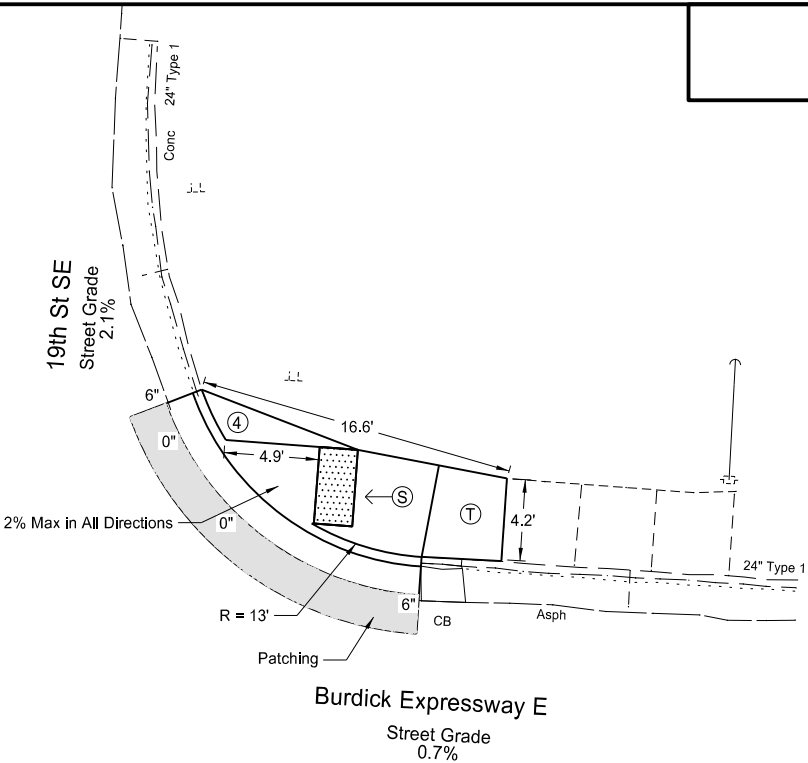 24" Type 1
Conc
19th St SE
Street Grade
2.1%
6"
0"
4
16.6'
4.9'
S
T
4.2'
2% Max in All Directions
0"
24" Type 1
R = 13'
6"
CB
Asph
Patching
Burdick Expressway E
Street Grade
0.7%